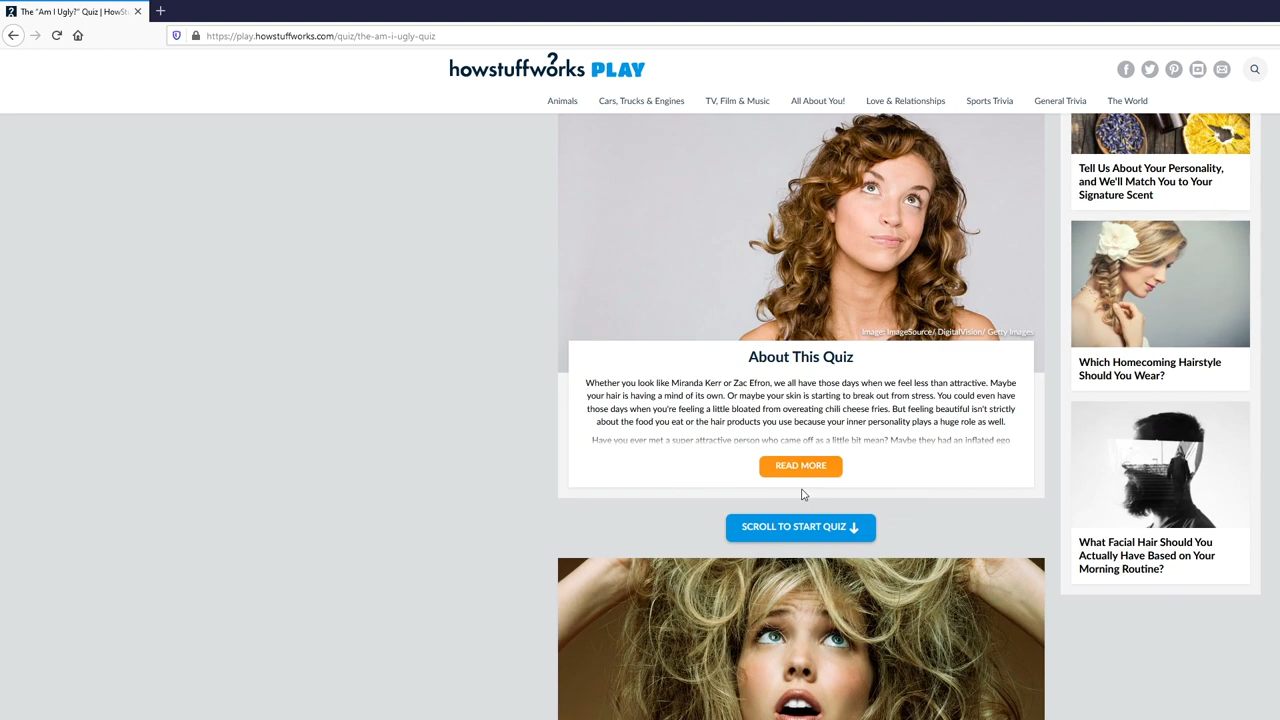 The "Am I Ugly?" Quiz | HowSt
https://play.howstuffworks.com/quiz/the-am-i-ugly-quiz
howstuffworks PLAY
Animals Cars, Trucks & Engines TV, Film & Music All About You! Love & Relationships Sports Trivia General Trivia The World
Image: ImageSource/ DigitalVision/ Getty Images
About This Quiz
Whether you look like Miranda Kerr or Zac Efron, we all have those days when we feel less than attractive. Maybe
your hair is having a mind of its own. Or maybe your skin is starting to break out from stress. You could even have
those days when you're feeling a little bloated from overeating chili cheese fries. But feeling beautiful isn't strictly
about the food you eat or the hair products you use because your inner personality plays a huge role as well.
Have you ever met a super attractive person who came off as a little bit mean? Maybe they had an inflated ego
READ MORE
SCROLL TO START QUIZ
Tell Us About Your Personality,
and We'll Match You to Your
Signature Scent
Which Homecoming Hairstyle
Should You Wear?
What Facial Hair Should You
Actually Have Based on Your
Morning Routine?